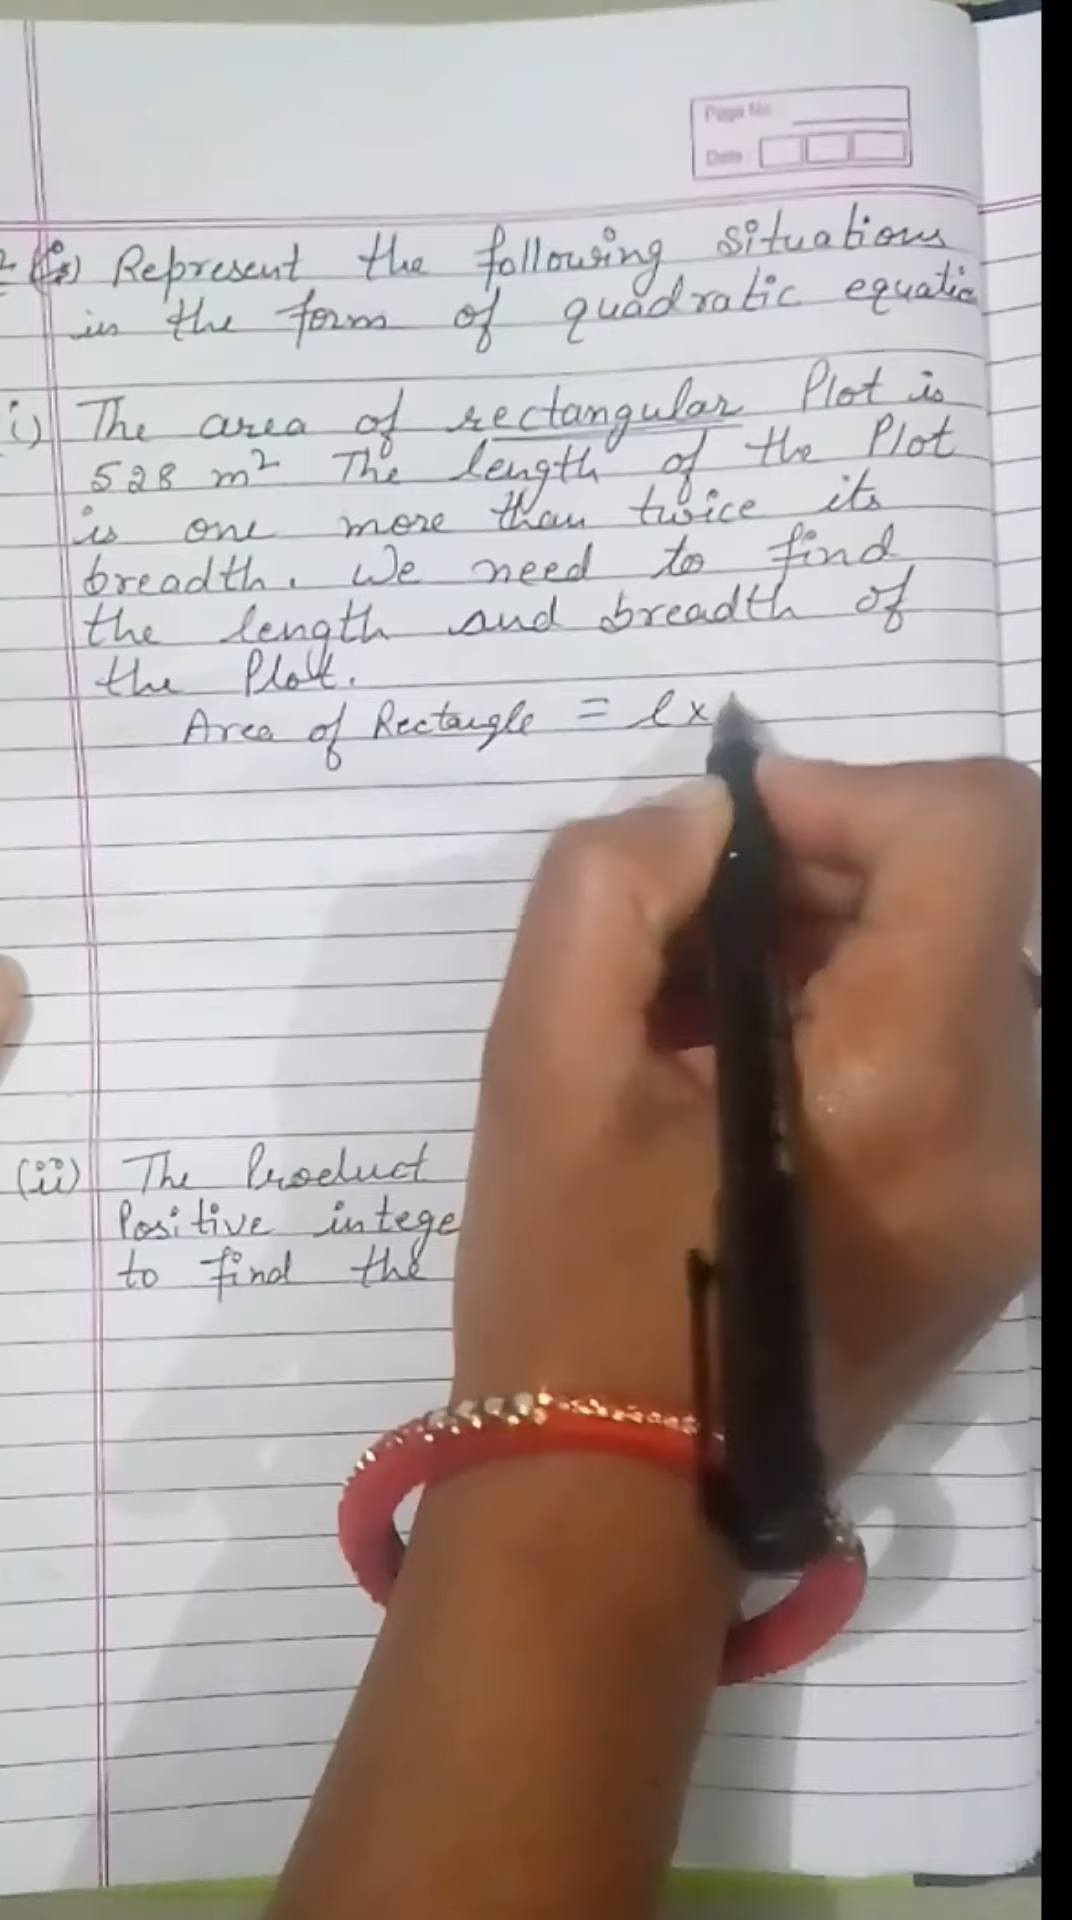 Page No.
Date:
Represent the following situations
in the form of quadratic equatio
i) The area of rectangular Plot is
528 m² The length of the Plot
is one more than twice its
breadth. We need to find
the length and breadth of
the Plot.
Area of Rectangle = l×
(ii) The Product
Positive intege
to find the